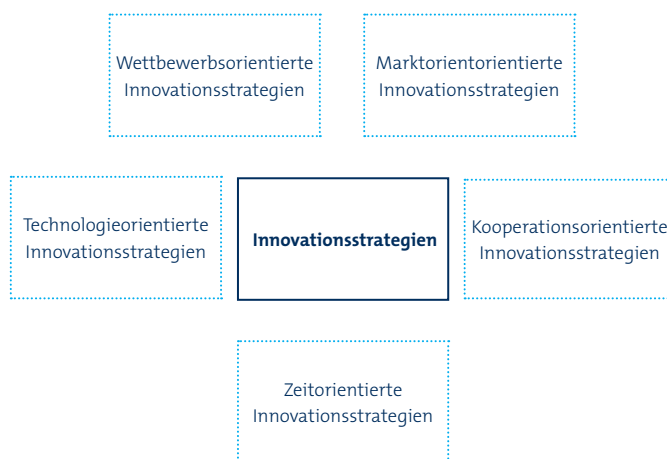 Wettbewerbsorientierte
Innovationsstrategien
Marktorientorientierte
Innovationsstrategien
Technologieorientierte
Innovationsstrategien
Innovationsstrategien
Kooperationsorientierte
Innovationsstrategien
Zeitorientierte
Innovationsstrategien